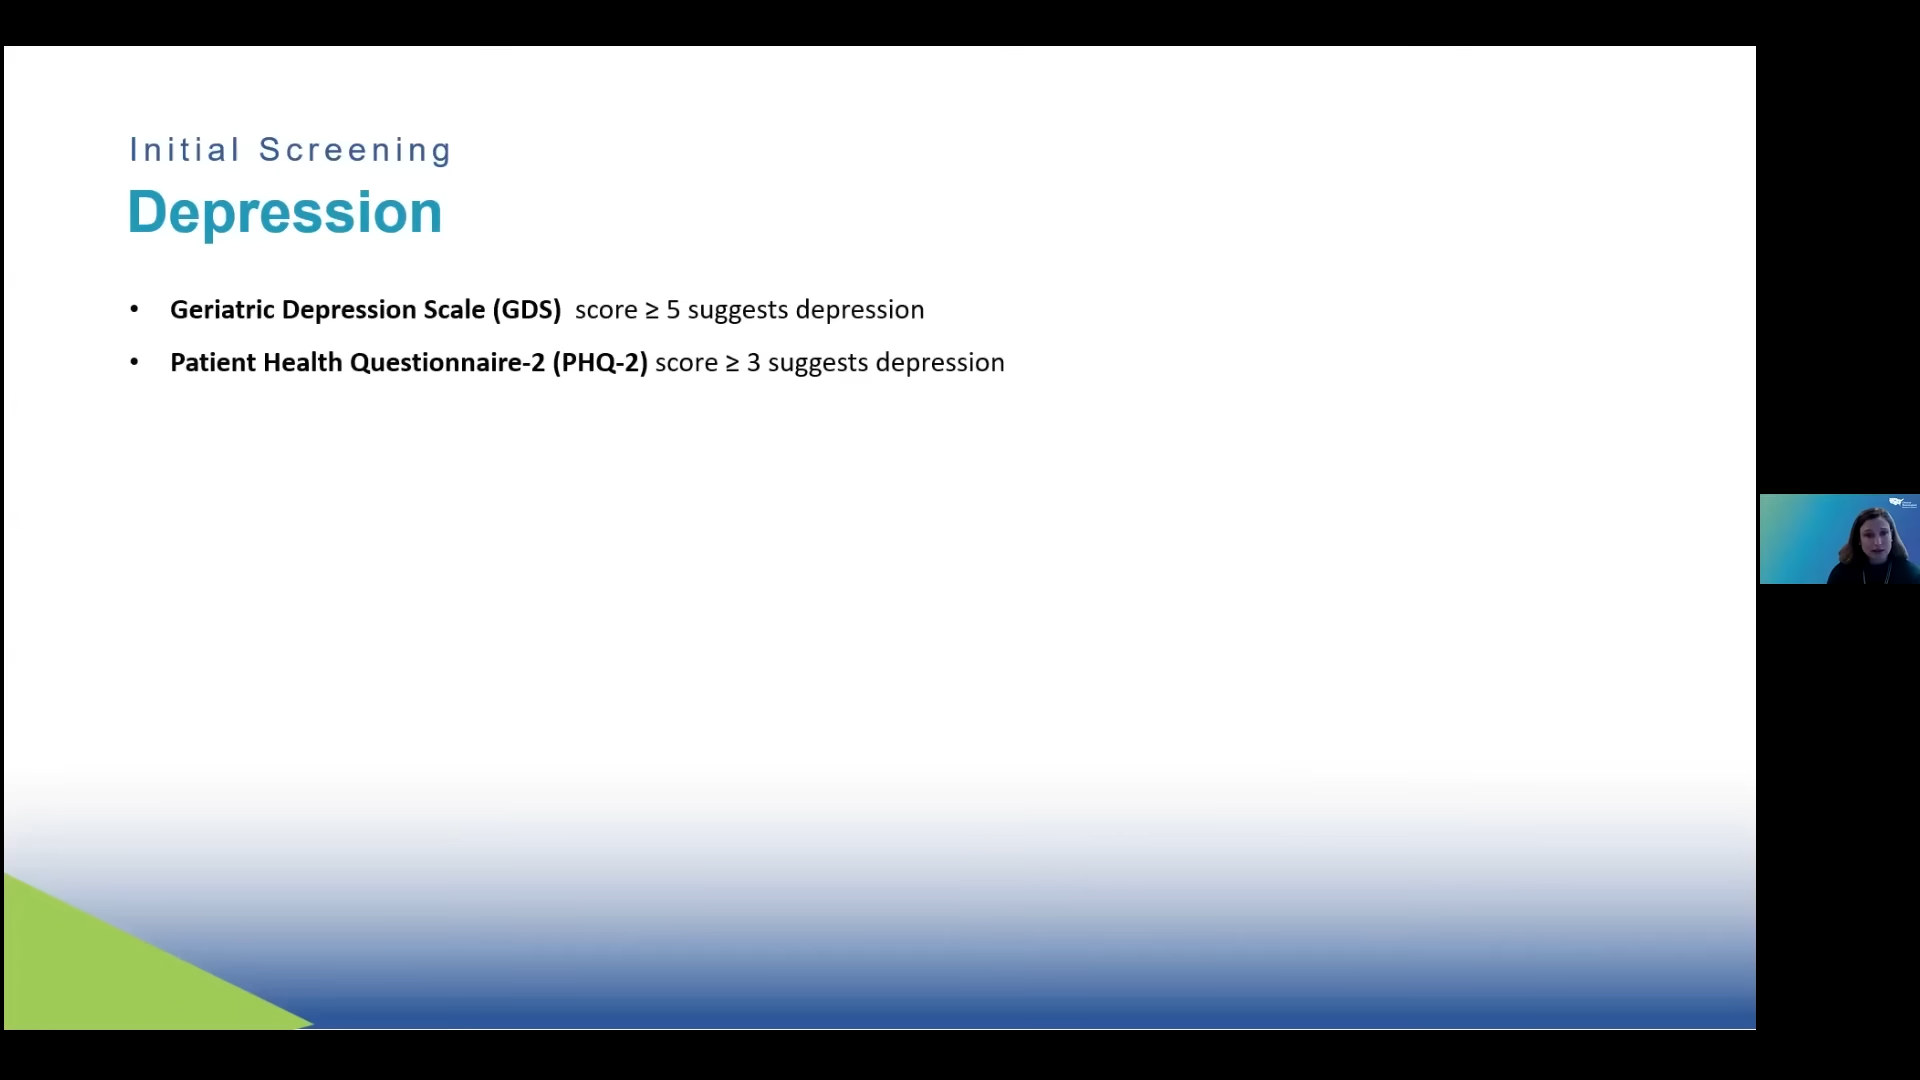 Initial Screening
Depression
• Geriatric Depression Scale (GDS) score ≥ 5 suggests depression
• Patient Health Questionnaire-2 (PHQ-2) score ≥ 3 suggests depression